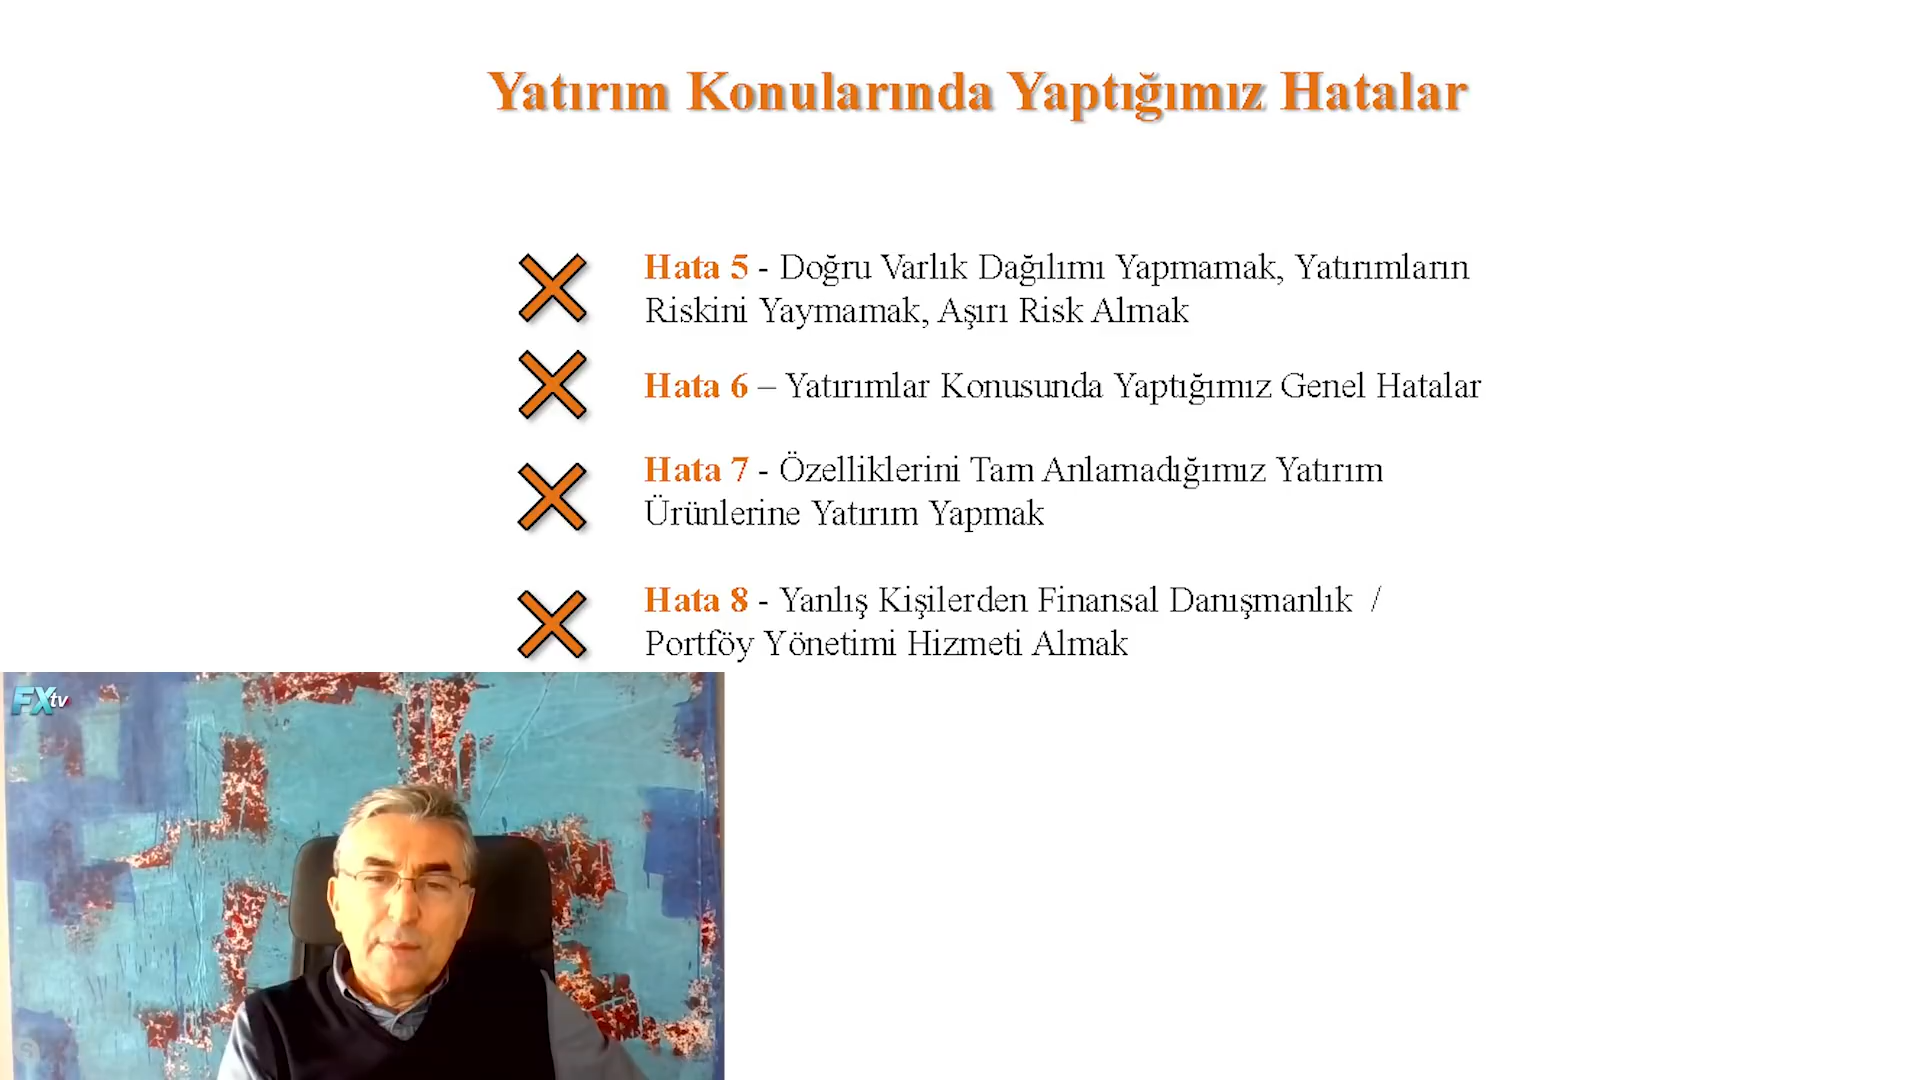 Yatırım Konularında Yaptığımız Hatalar
Hata 5 - Doğru Varlık Dağılımı Yapmamak, Yatırımların
Riskini Yaymamak, Aşırı Risk Almak
Hata 6 – Yatırımlar Konusunda Yaptığımız Genel Hatalar
Hata 7 - Özelliklerini Tam Anlamadığımız Yatırım
Ürünlerine Yatırım Yapmak
Hata 8 - Yanlış Kişilerden Finansal Danışmanlık /
Portföy Yönetimi Hizmeti Almak
FXtv